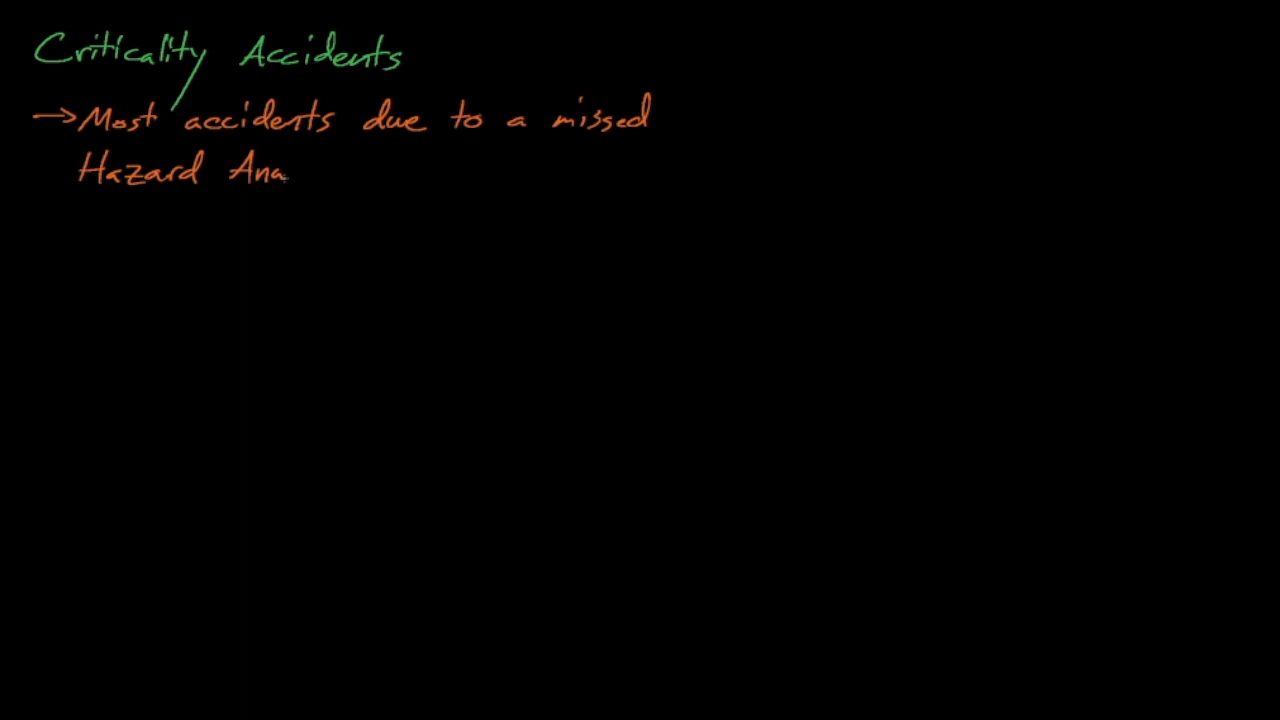 Criticality Accidents
→Most accidents due to a missed
Hazard Ana